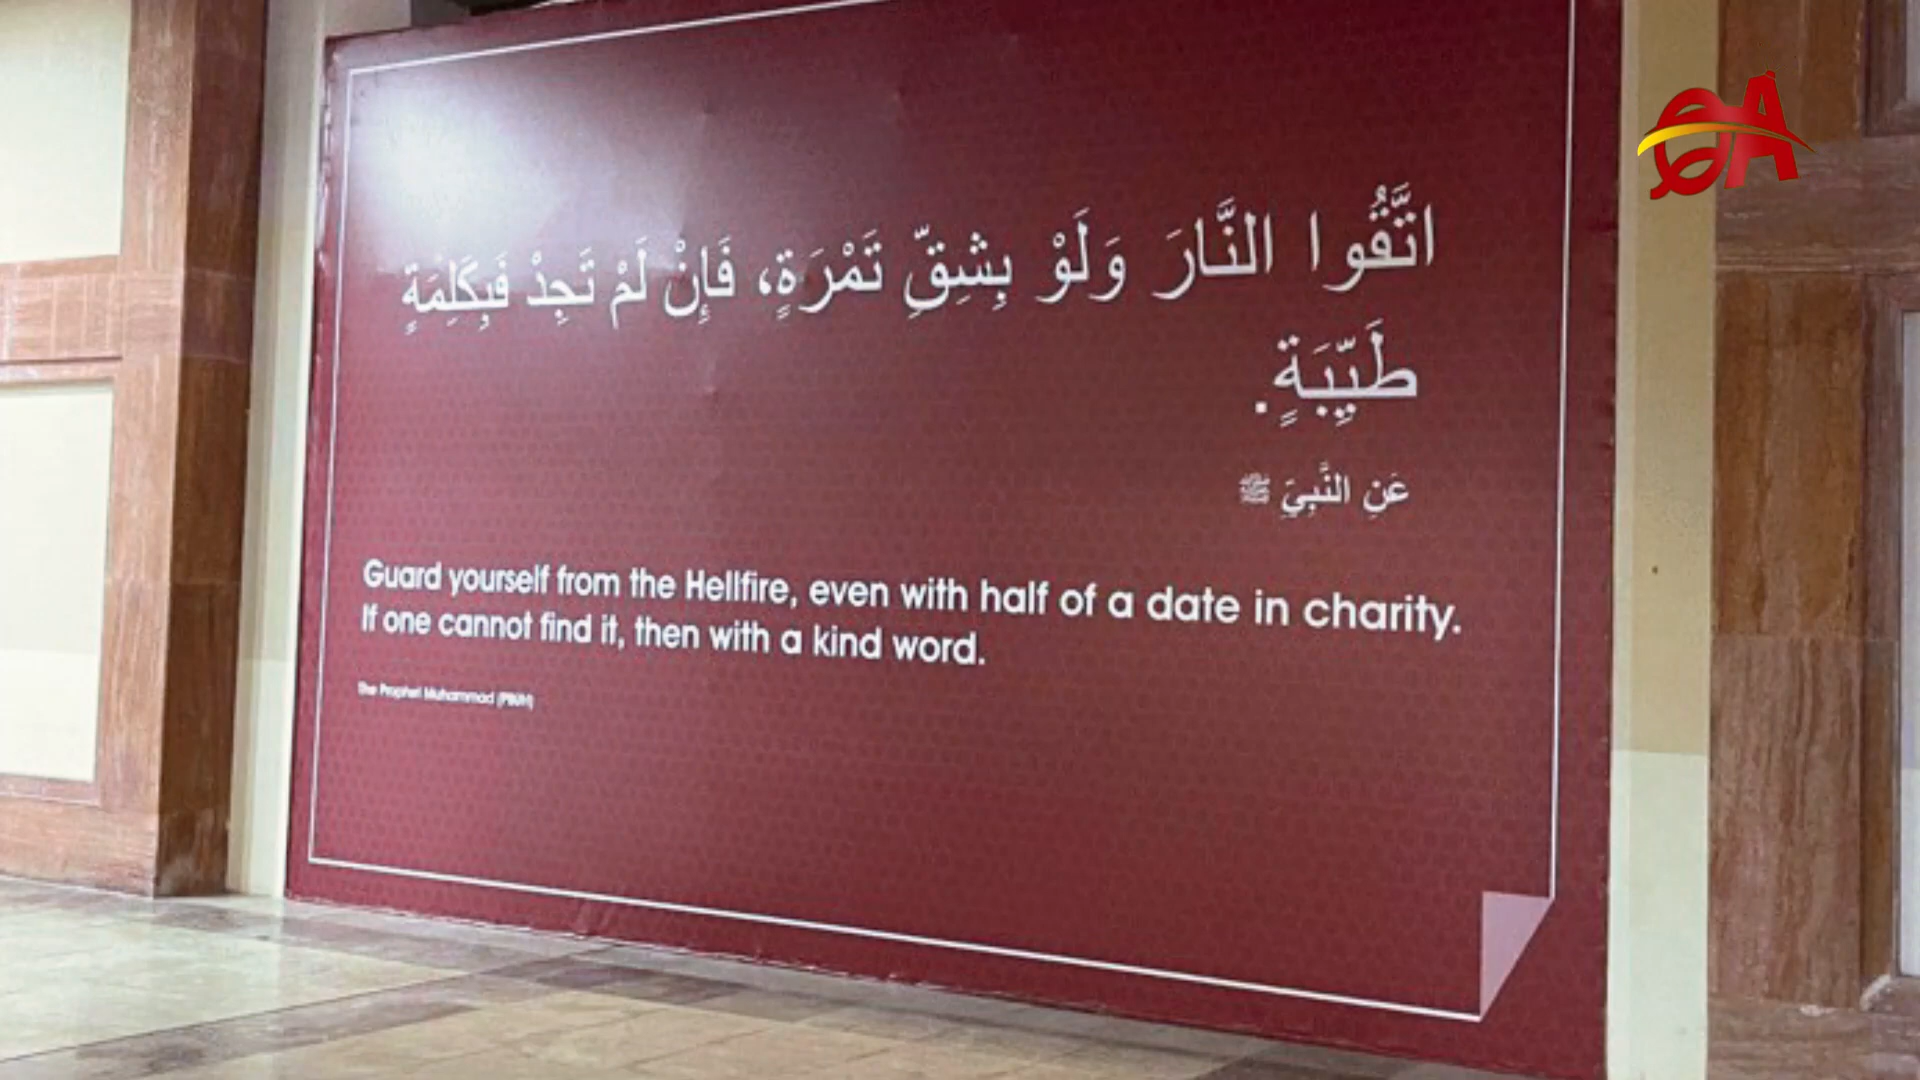 اتَّقُوا النَّارَ وَلَوْ بِشِقِّ تَمْرَةٍ، فَإِنْ لَمْ تَجِدْ فَبِكَلِمَةٍ
طَيِّبَةٍ.
عَنِ النَّبِيِّ ﷺ
Guard yourself from the Hellfire, even with half of a date in charity.
If one cannot find it, then with a kind word.
The Prophet Muhammad (PBUH)